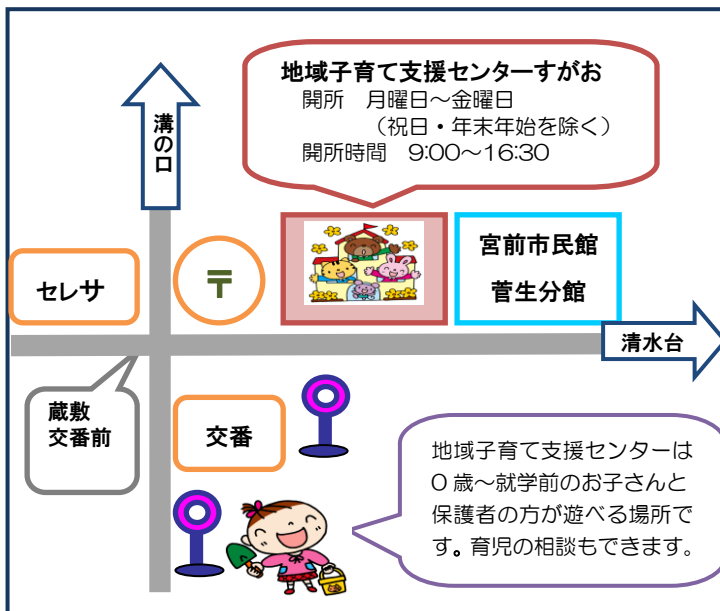 地域子育て支援センターすがお
開所　月曜日～金曜日
（祝日・年末年始を除く）
開所時間　9:00～16:30
溝の口
セレサ
〒
宮前市民館
菅生分館
清水台
蔵敷
交番前
交番
地域子育て支援センターは
０歳～就学前のお子さんと
保護者の方が遊べる場所で
す。育児の相談もできます。